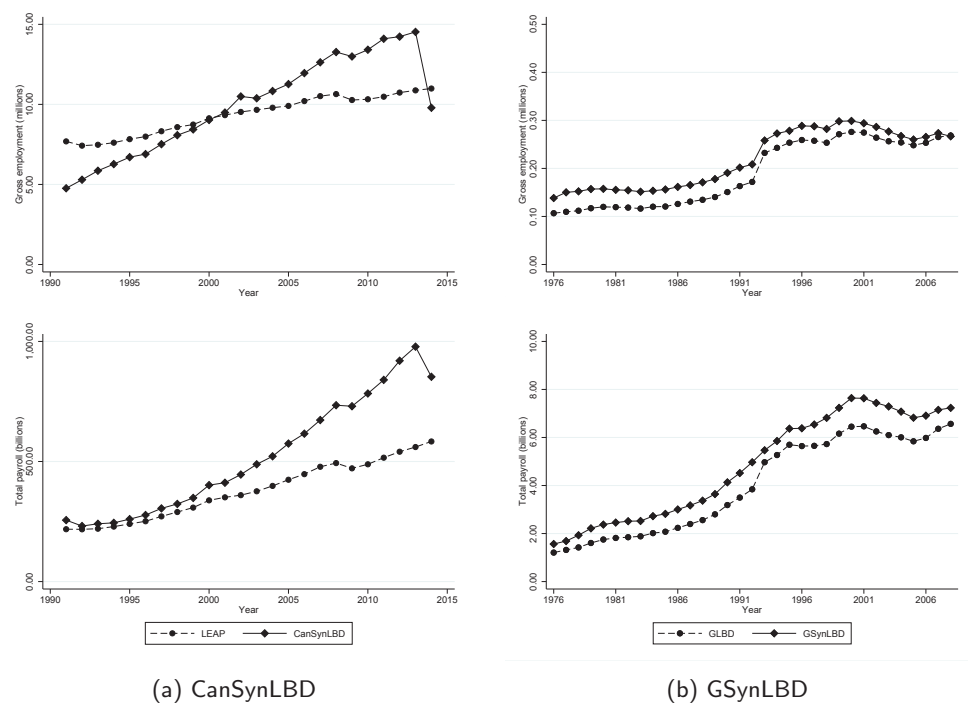 Gross employment (millions)
15.00
10.00
5.00
0.00
1990 1995 2000 2005 2010 2015
Year
Gross employment (millions)
0.50
0.40
0.30
0.20
0.10
0.00
1976 1981 1986 1991 1996 2001 2006
Year
Total payroll (billions)
1,000.00
500.00
0.00
1990 1995 2000 2005 2010 2015
Year
LEAP CanSynLBD
Total payroll (billions)
10.00
8.00
6.00
4.00
2.00
0.00
1976 1981 1986 1991 1996 2001 2006
Year
GLBD GSynLBD
(a) CanSynLBD
(b) GSynLBD